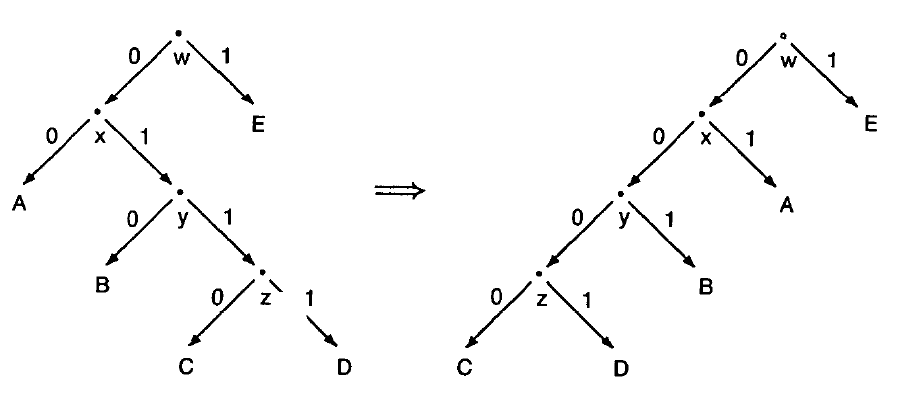 0 w 1
0 x 1 E
A 0 y 1
B 0 z 1
C D
⇒
0 w 1
0 x 1 E
0 y 1 A
0 z 1 B
C D